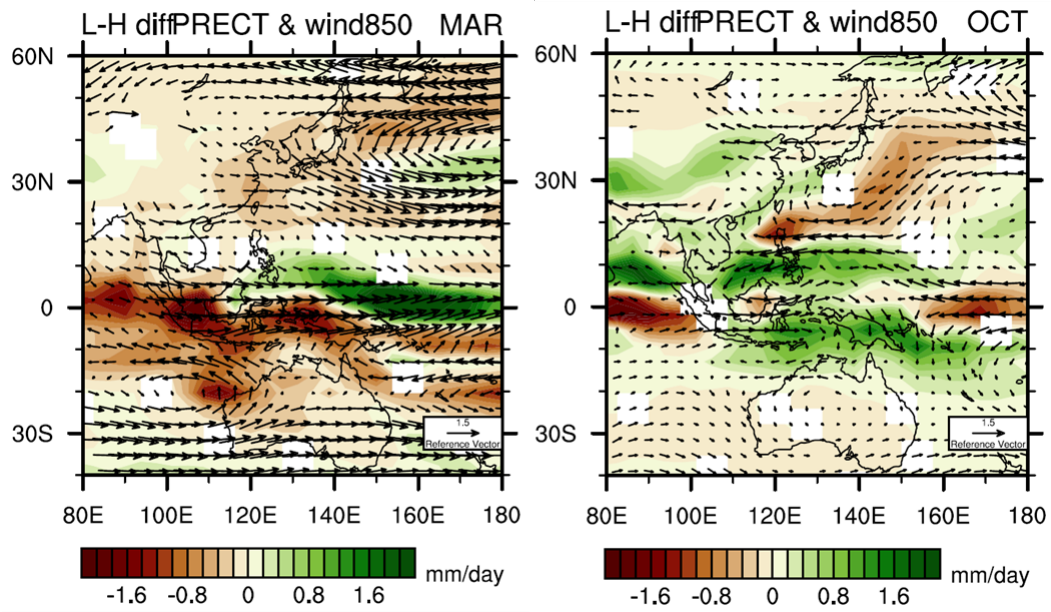 L-H diffPRECT & wind850 MAR
60N
30N
0
30S
1.5
Reference Vector
80E 100E 120E 140E 160E 180
-1.6 -0.8 0 0.8 1.6 mm/day
L-H diffPRECT & wind850 OCT
60N
30N
0
30S
1.5
Reference Vector
80E 100E 120E 140E 160E 180
-1.6 -0.8 0 0.8 1.6 mm/day